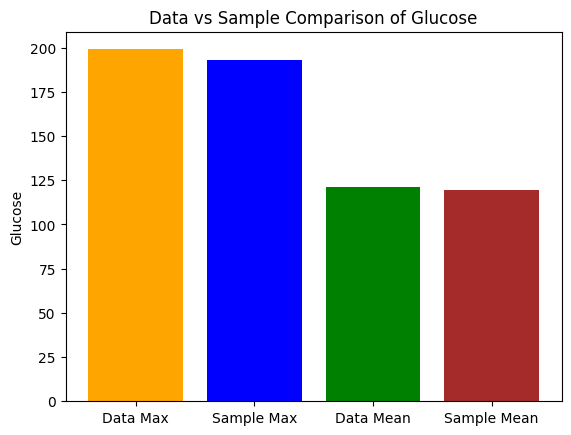 Data vs Sample Comparison of Glucose
Glucose
200
175
150
125
100
75
50
25
0
Data Max
Sample Max
Data Mean
Sample Mean